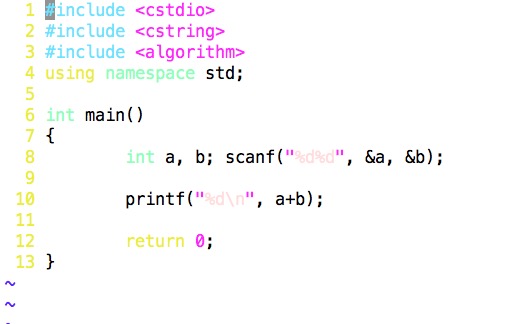 1 #include <cstdio>
2 #include <cstring>
3 #include <algorithm>
4 using namespace std;
5
6 int main()
7 {
8         int a, b; scanf("%d%d", &a, &b);
9
10         printf("%d\n", a+b);
11
12         return 0;
13 }
~
~